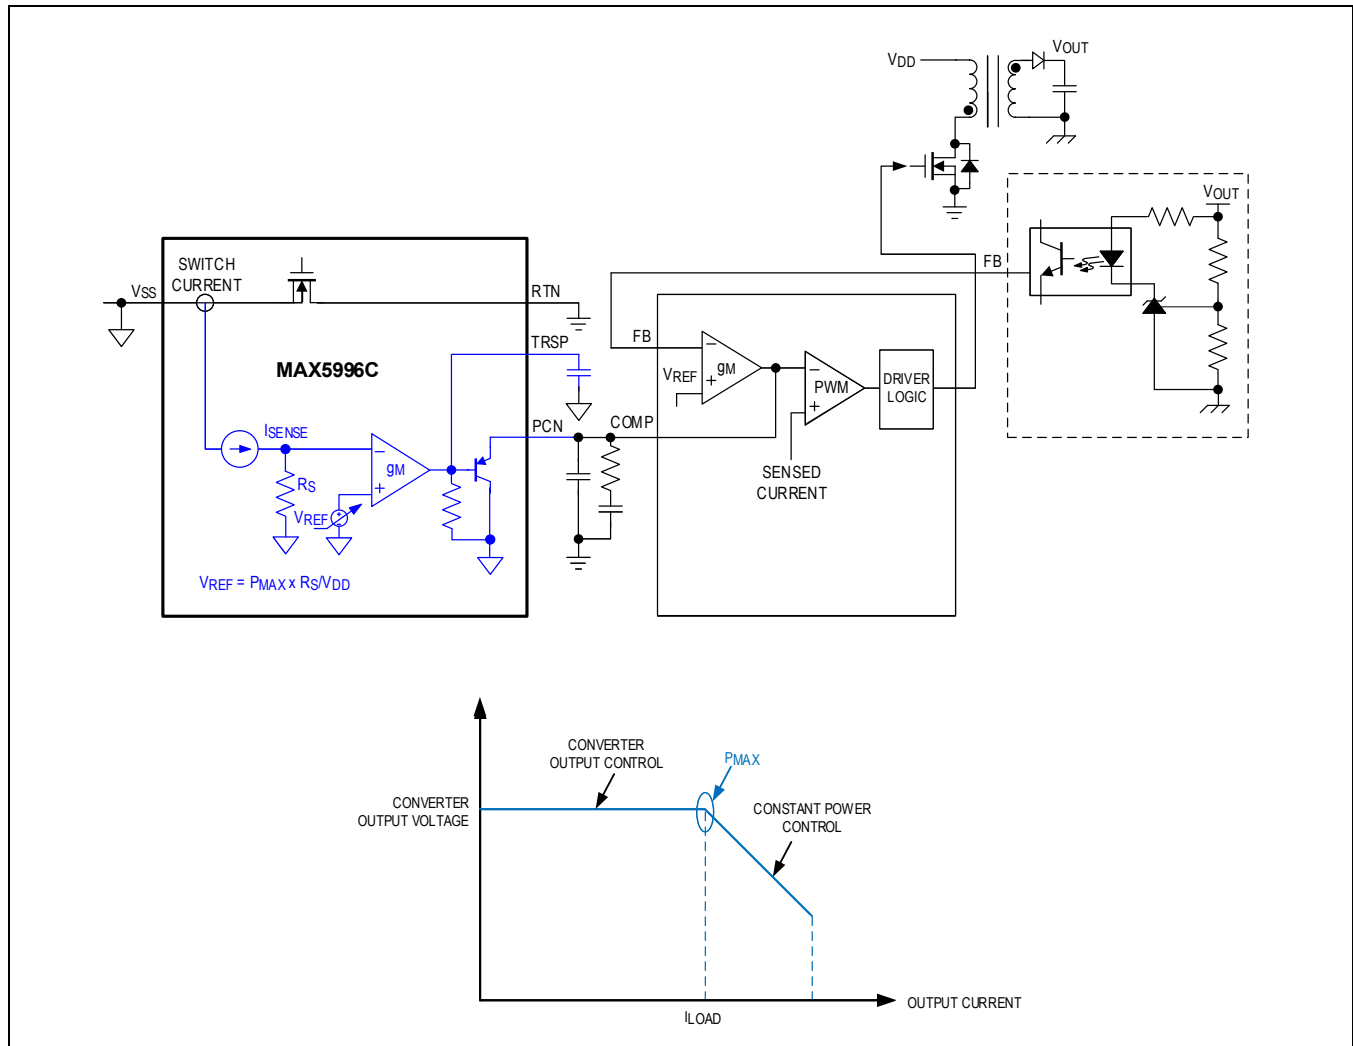 VDD
VOUT
VOUT
FB
SWITCH
CURRENT
VSS
RTN
TRSP
MAX5996C
FB
gM
VREF
PWM
DRIVER
LOGIC
ISENSE
PCN
COMP
gM
RS
SENSED
CURRENT
VREF
VREF = PMAX x RS/VDD
CONVERTER
OUTPUT CONTROL
PMAX
CONVERTER
OUTPUT VOLTAGE
CONSTANT POWER
CONTROL
OUTPUT CURRENT
ILOAD